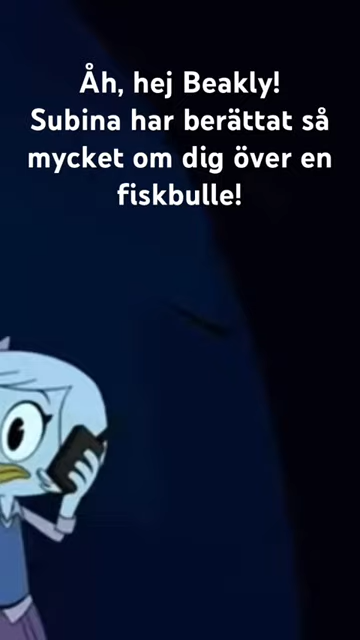 Åh, hej Beakly!
Subina har berättat så
mycket om dig över en
fiskbulle!